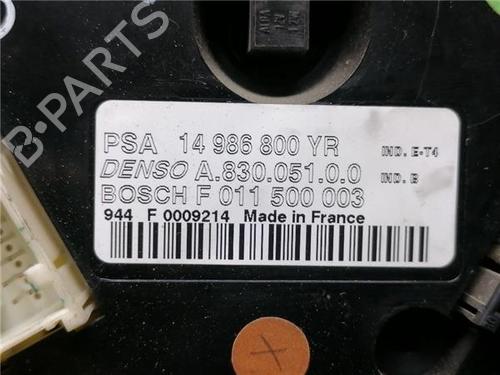 PSA 14 986 800 YR IND. E-T4
DENSO A.830.051.0.0 IND. B
BOSCH F 011 500 003
944 F 0009214 Made in France
B-Parts